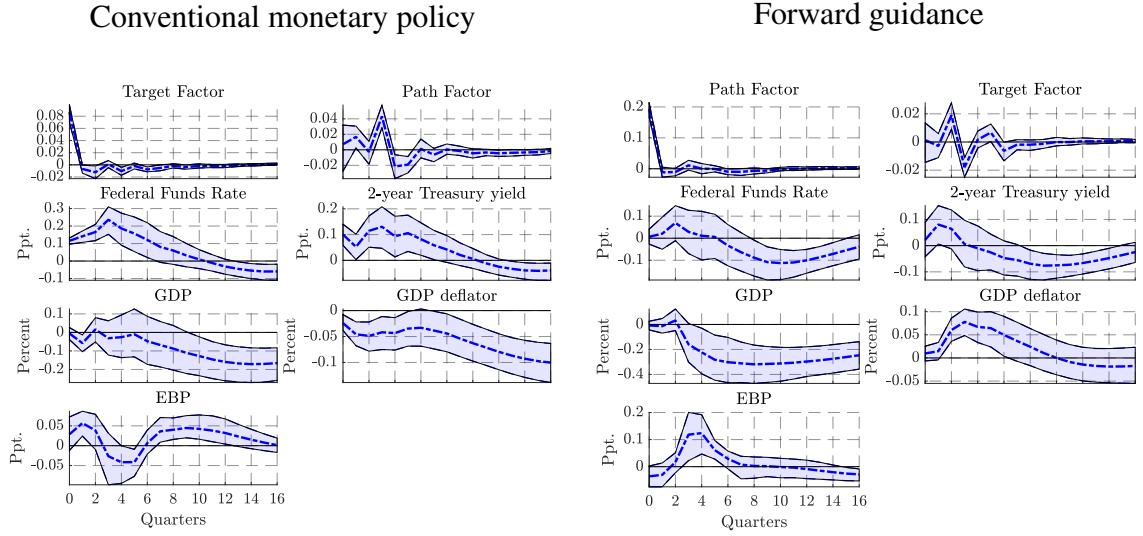 Conventional monetary policy
Forward guidance
Target Factor
0.08
0.06
0.04
0.02
0
-0.02
Path Factor
0.04
0.02
0
-0.02
Federal Funds Rate
Ppt.
0.3
0.2
0.1
0
-0.1
2-year Treasury yield
0.2
0.1
0
GDP
Percent
0.1
0
-0.1
-0.2
GDP deflator
0
-0.05
-0.1
EBP
Ppt.
0.05
0
-0.05
0 2 4 6 8 10 12 14 16
Quarters
Path Factor
0.2
0.1
0
Target Factor
0.02
0
-0.02
Federal Funds Rate
Ppt.
0.1
0
-0.1
2-year Treasury yield
0.1
0
-0.1
GDP
Percent
0
-0.2
-0.4
GDP deflator
0.1
0.05
0
-0.05
EBP
Ppt.
0.2
0.1
0
0 2 4 6 8 10 12 14 16
Quarters